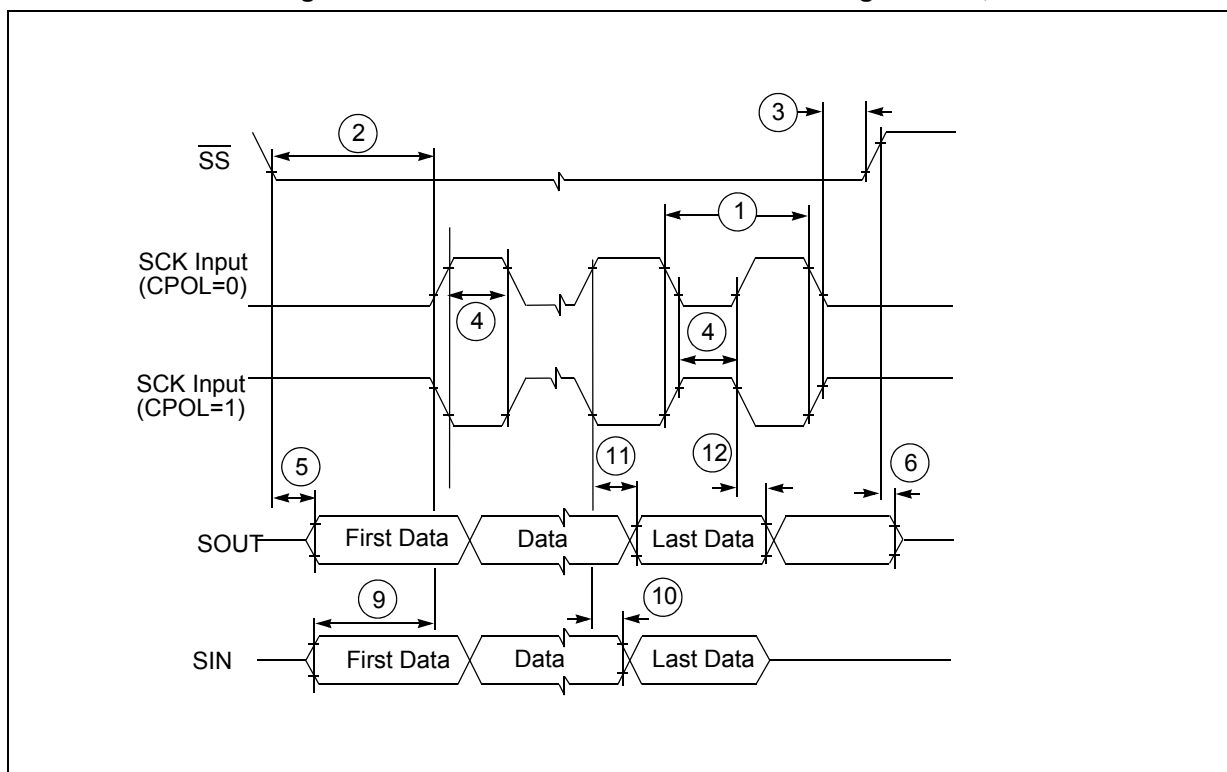 2
3
SS
1
SCK Input
(CPOL=0)
4
4
SCK Input
(CPOL=1)
5
11
12
6
SOUT
First Data
Data
Last Data
9
10
SIN
First Data
Data
Last Data